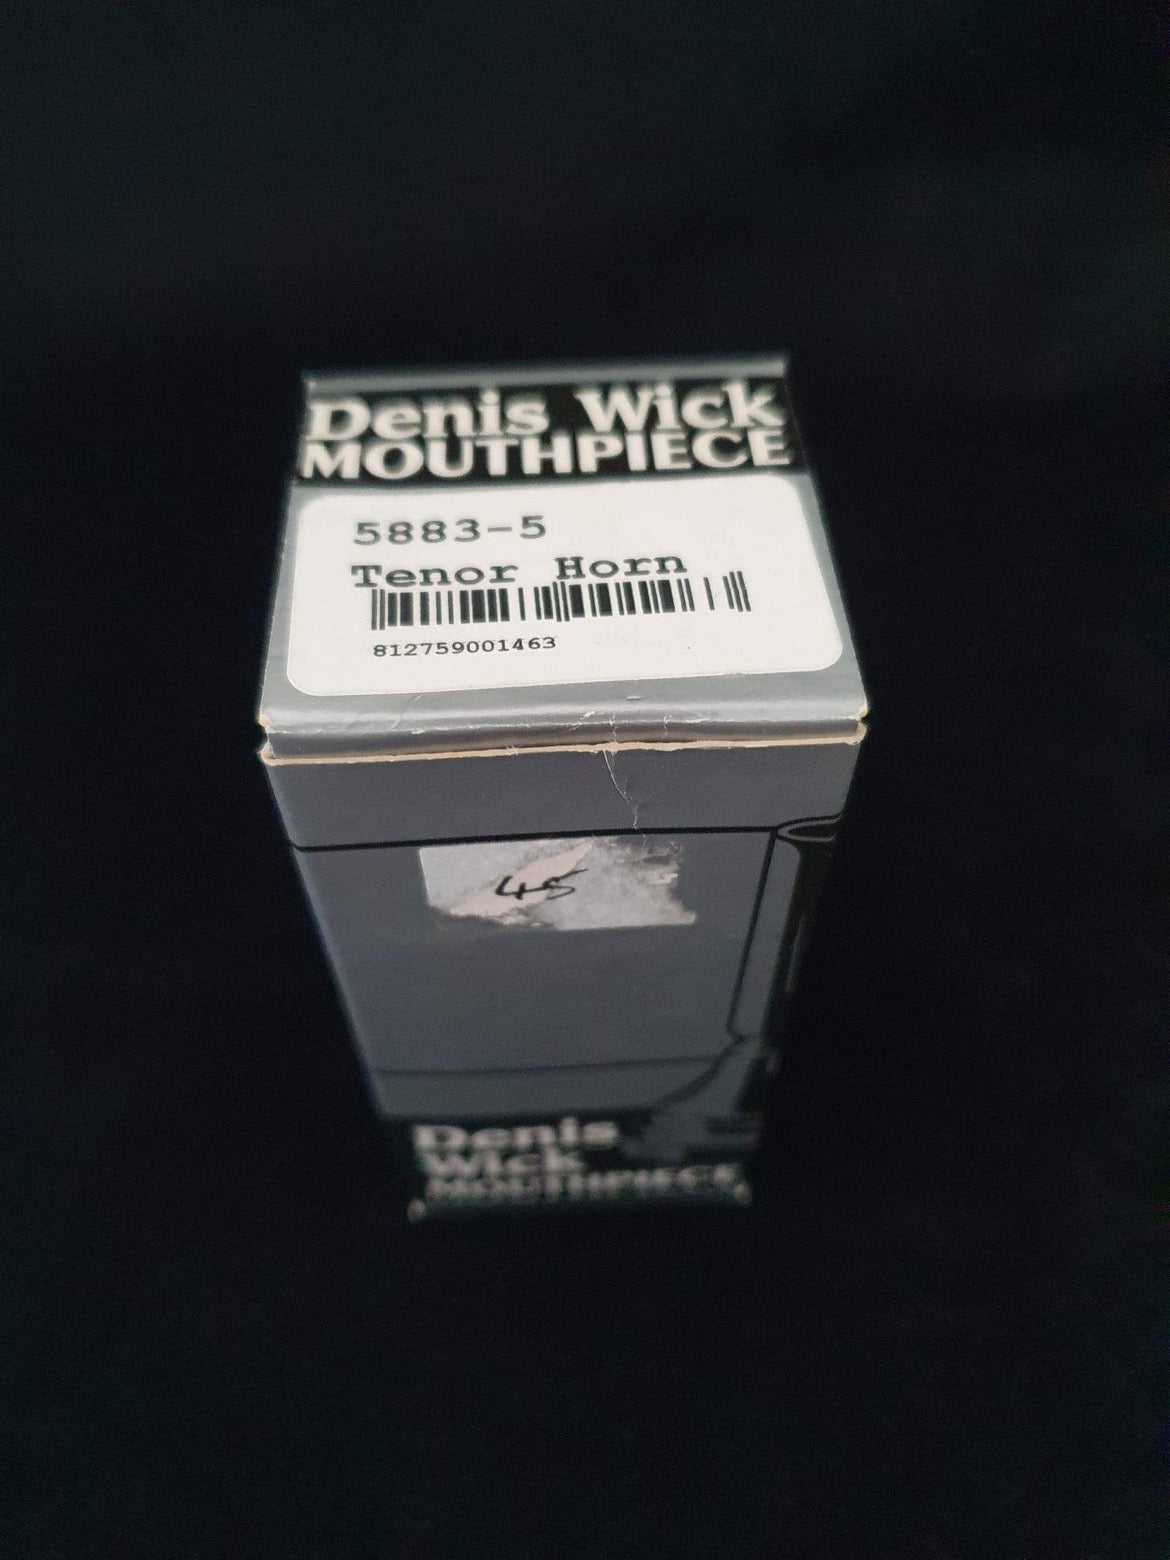 Denis Wick
MOUTHPIECE
5883-5
Tenor Horn
812759001463
45
Denis
Wick
MOUTHPIECE